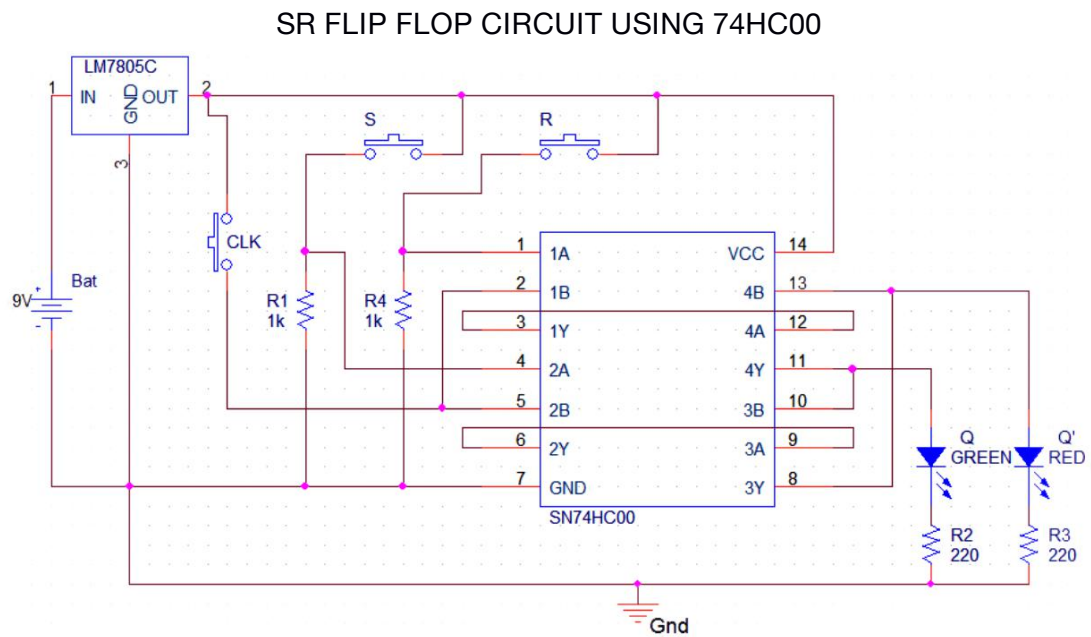 SR FLIP FLOP CIRCUIT USING 74HC00
LM7805C
1
IN
GND
OUT
2
3
S
R
CLK
Bat
9V
+
-
R1
1k
R4
1k
1
1A
VCC
14
2
1B
4B
13
3
1Y
4A
12
4
2A
4Y
11
5
2B
3B
10
6
2Y
3A
9
7
GND
3Y
8
SN74HC00
Q
GREEN
Q'
RED
R2
220
R3
220
Gnd